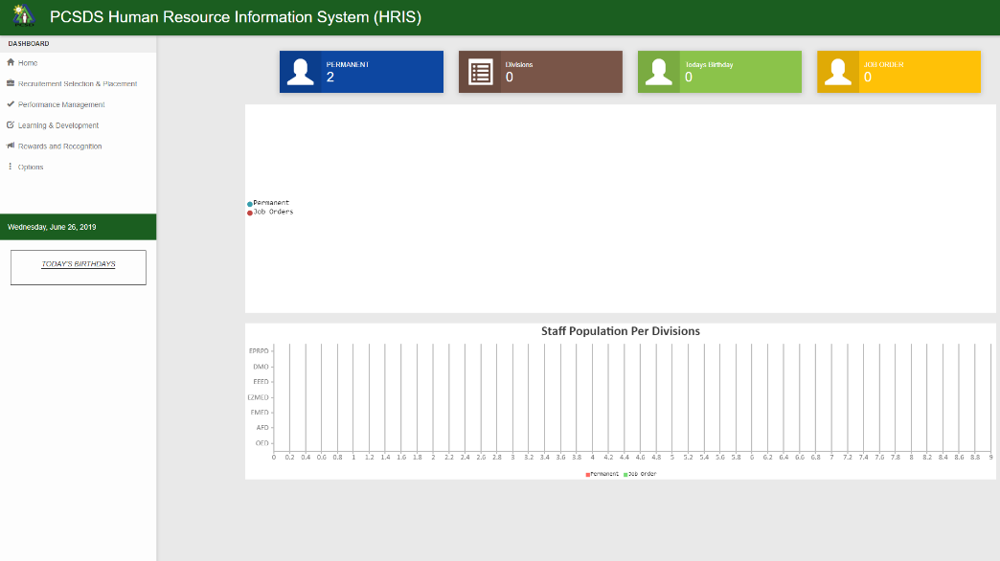 PCSD
PCSDS Human Resource Information System (HRIS)
DASHBOARD
Home
Recruitement Selection & Placement
Performance Management
Learning & Development
Rewards and Recognition
Options
Wednesday, June 26, 2019
TODAY'S BIRTHDAYS
PERMANENT
2
Divisions
0
Todays Birthday
0
JOB ORDER
0
Permanent
Job Orders
Staff Population Per Divisions
EPRPD
DMO
EEED
EZMED
EMED
AFD
OED
0 0.2 0.4 0.6 0.8 1 1.2 1.4 1.6 1.8 2 2.2 2.4 2.6 2.8 3 3.2 3.4 3.6 3.8 4 4.2 4.4 4.6 4.8 5 5.2 5.4 5.6 5.8 6 6.2 6.4 6.6 6.8 7 7.2 7.4 7.6 7.8 8 8.2 8.4 8.6 8.8 9
Permanent Job Order